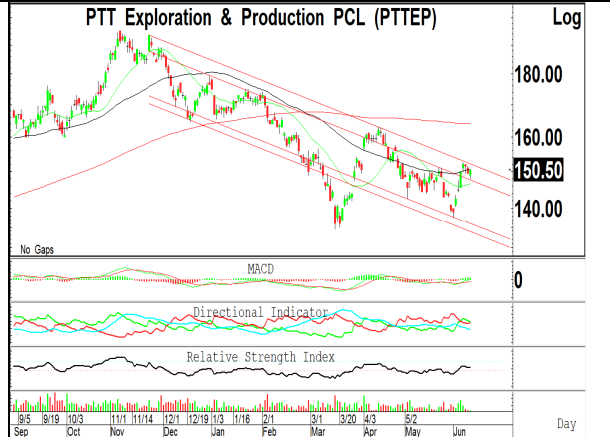 PTT Exploration & Production PCL (PTTEP)
Log
180.00
160.00
150.50
140.00
No Gaps
MACD
0
Directional Indicator
Relative Strength Index
9/5 9/19 10/3 11/1 11/14 12/1 12/19 1/3 1/16 2/1 3/1 3/20 4/3 5/2
Sep Oct Nov Dec Jan Feb Mar Apr May Jun
Day